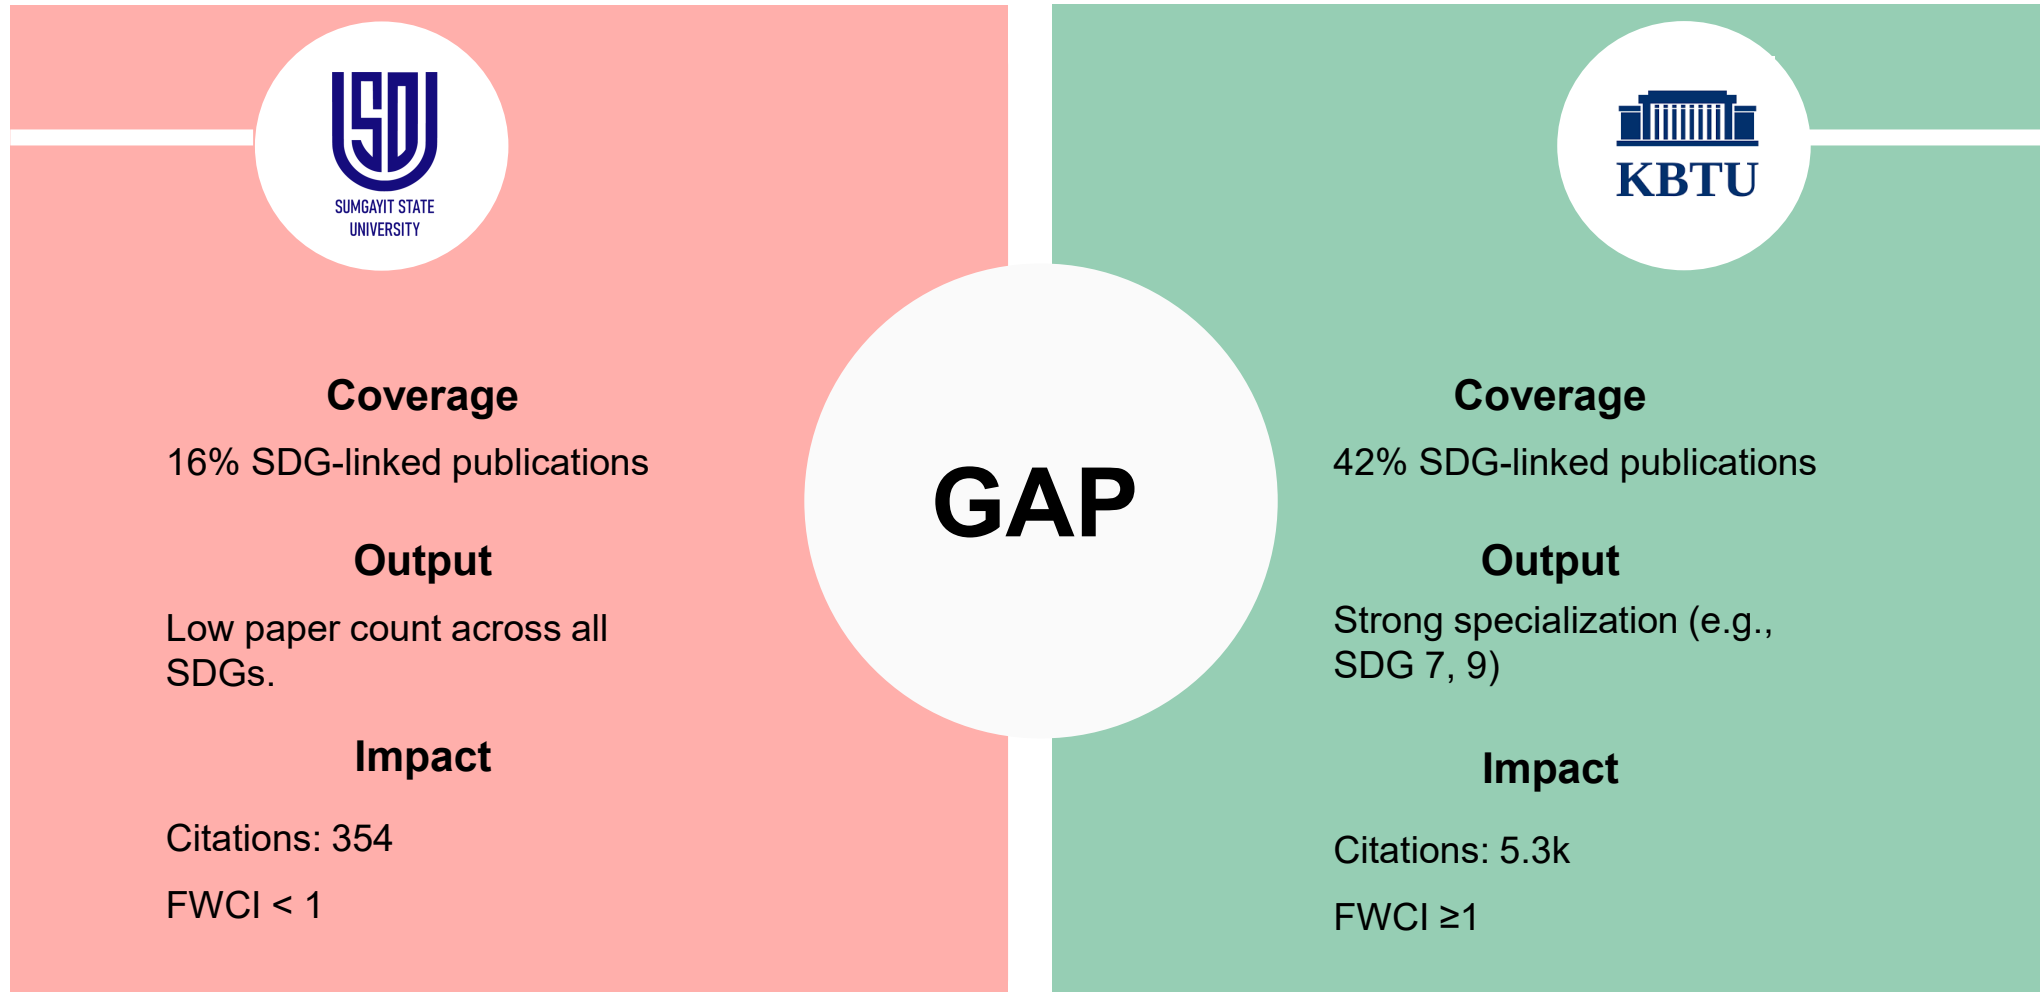 SUMGAYIT STATE
UNIVERSITY
Coverage
16% SDG-linked publications
Output
Low paper count across all
SDGs.
Impact
Citations: 354
FWCI < 1
GAP
KBTU
Coverage
42% SDG-linked publications
Output
Strong specialization (e.g.,
SDG 7, 9)
Impact
Citations: 5.3k
FWCI ≥1